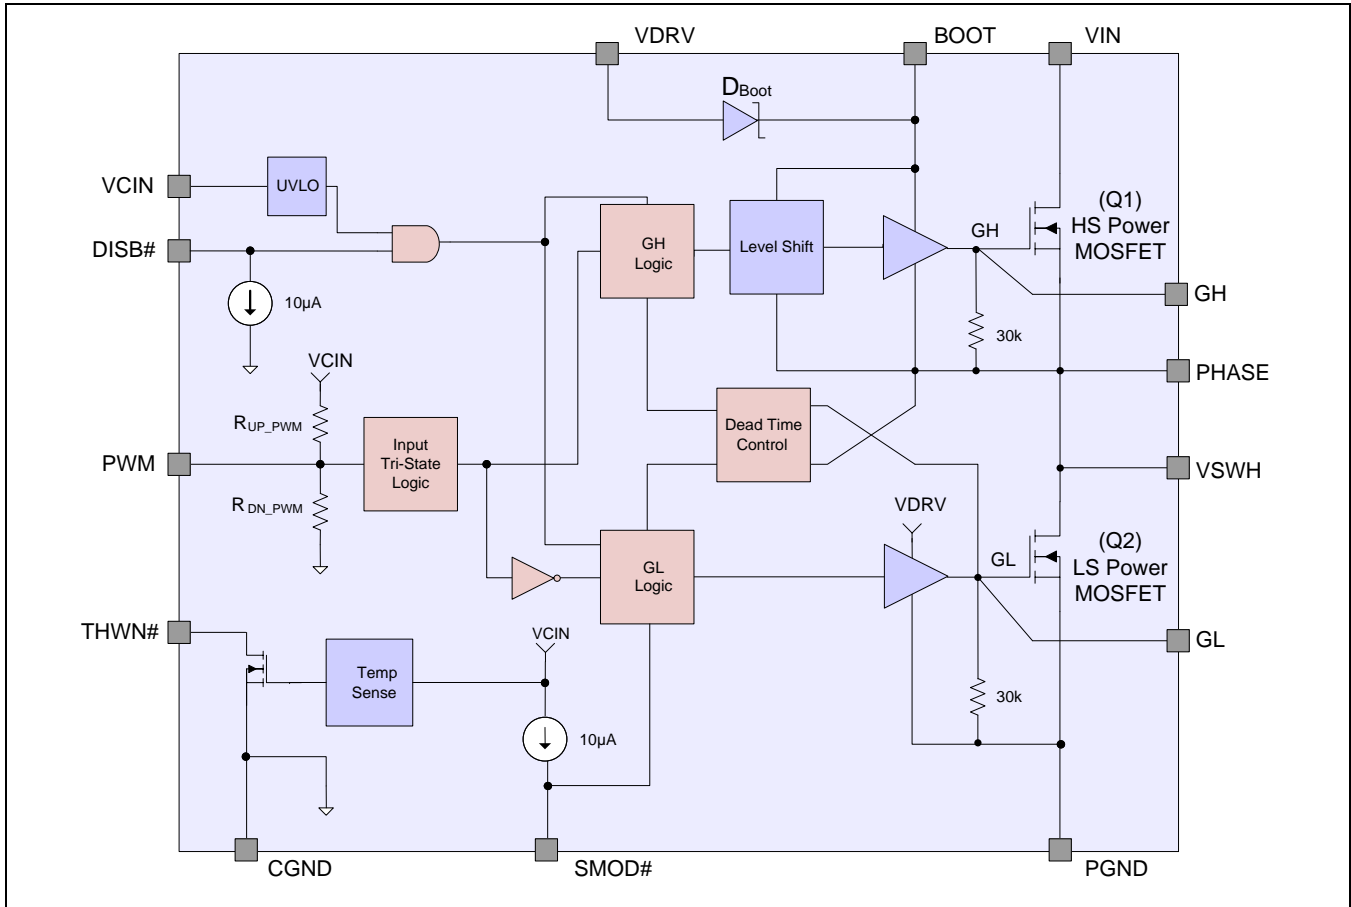 VDRV
BOOT
VIN
DBoot
VCIN
UVLO
DISB#
10µA
GH
Logic
Level Shift
GH
(Q1)
HS Power
MOSFET
GH
30k
PHASE
VCIN
RUP_PWM
PWM
RDN_PWM
Input
Tri-State
Logic
Dead Time
Control
VSWH
VDRV
(Q2)
LS Power
MOSFET
GL
GL
Logic
GL
THWN#
Temp
Sense
VCIN
10µA
30k
CGND
SMOD#
PGND